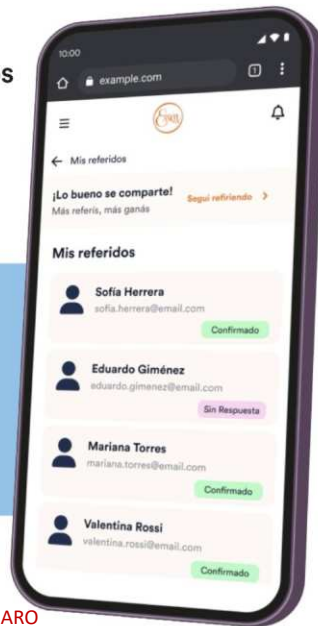 os
10:00
example.com
1
← Mis referidos
¡Lo bueno se comparte!
Más referís, más ganás
Seguí refiriendo >
Mis referidos
Sofía Herrera
sofia.herrera@email.com
Confirmado
Eduardo Giménez
eduardo.gimenez@email.com
Sin Respuesta
Mariana Torres
mariana.torres@email.com
Confirmado
Valentina Rossi
valentina.rossi@email.com
Confirmado
ARO